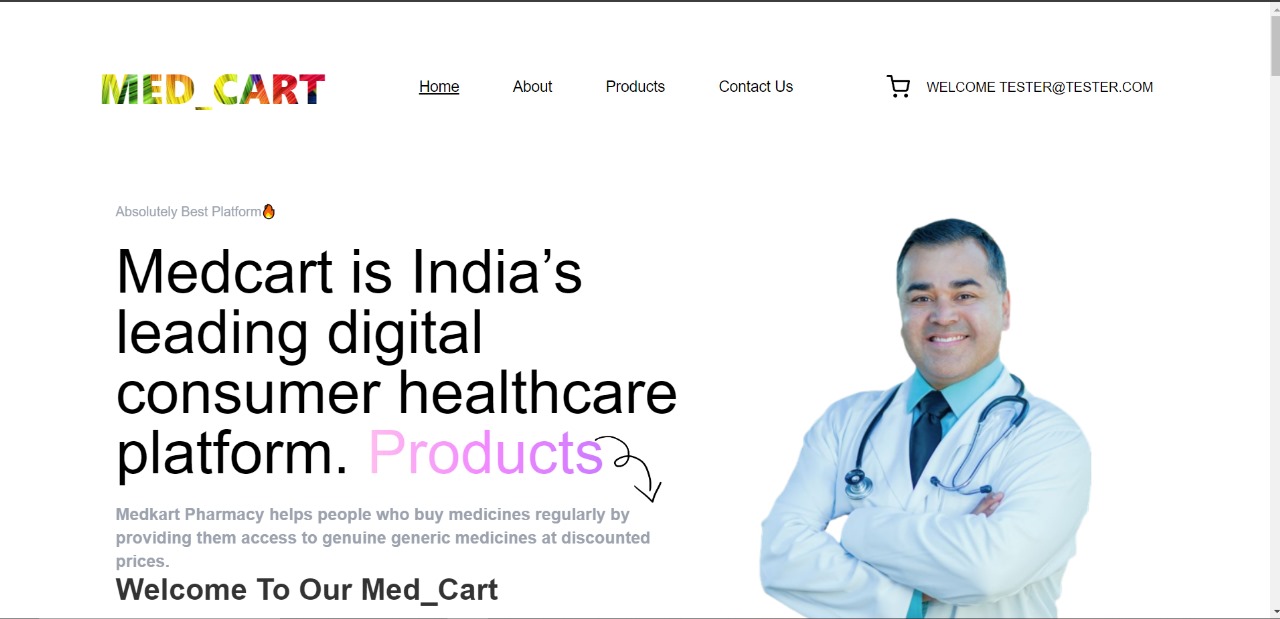 MED_CART
Home About Products Contact Us WELCOME TESTER@TESTER.COM
Absolutely Best Platform🔥
Medcart is India’s
leading digital
consumer healthcare
platform. Products
Medkart Pharmacy helps people who buy medicines regularly by
providing them access to genuine generic medicines at discounted
prices.
Welcome To Our Med_Cart